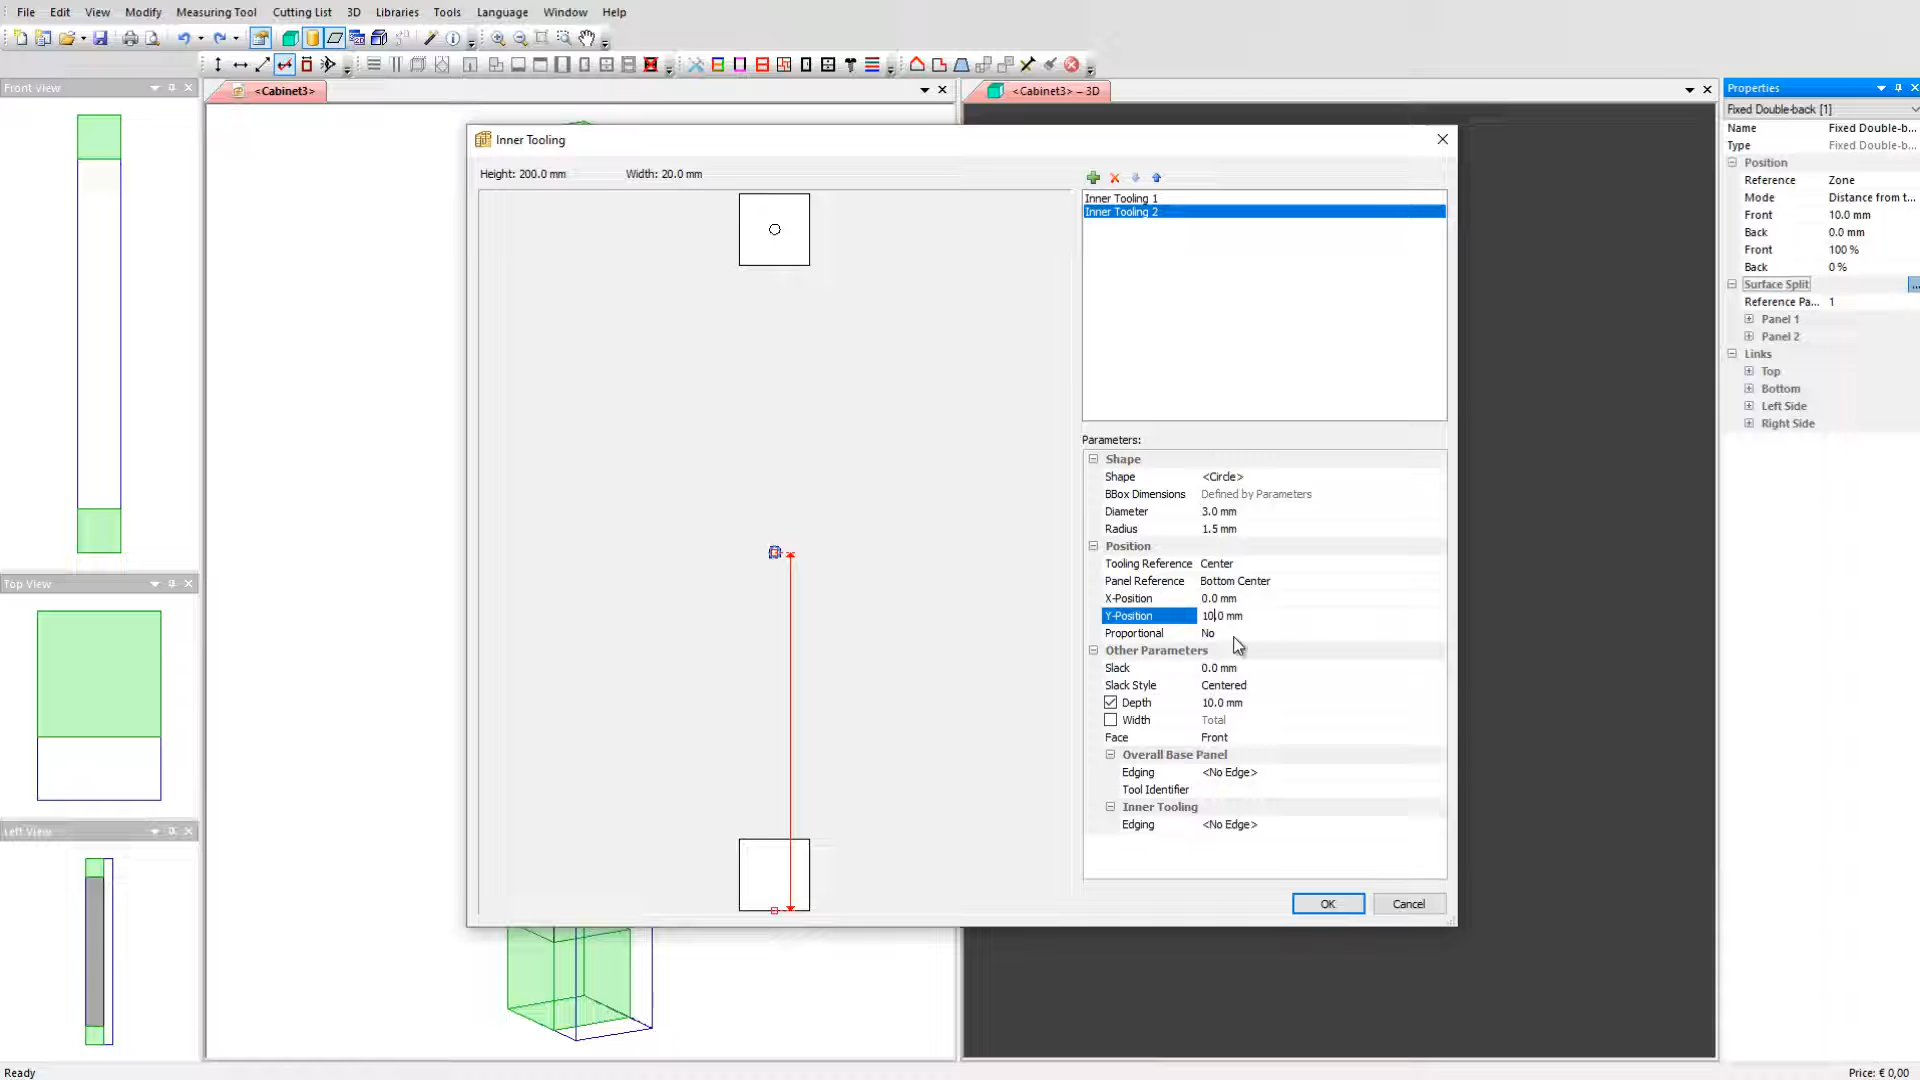 File Edit View Modify Measuring Tool Cutting List 3D Libraries Tools Language Window Help
Front View
<Cabinet3>
<Cabinet3> – 3D
Properties
Fixed Double-back [1]
Name Fixed Double-b...
Type Fixed Double-b...
Position
Reference Zone
Mode Distance from t...
Front 10.0 mm
Back 0.0 mm
Front 100 %
Back 0 %
Surface Split ...
Reference Pa... 1
Panel 1
Panel 2
Links
Top
Bottom
Left Side
Right Side
Inner Tooling
Height: 200.0 mm Width: 20.0 mm
Inner Tooling 1
Inner Tooling 2
Parameters:
Shape
Shape <Circle>
BBox Dimensions Defined by Parameters
Diameter 3.0 mm
Radius 1.5 mm
Position
Tooling Reference Center
Panel Reference Bottom Center
X-Position 0.0 mm
Y-Position 10.0 mm
Proportional No
Other Parameters
Slack 0.0 mm
Slack Style Centered
Depth 10.0 mm
Width Total
Face Front
Overall Base Panel
Edging <No Edge>
Tool Identifier
Inner Tooling
Edging <No Edge>
OK Cancel
Top View
Left View
Ready
Price: € 0,00